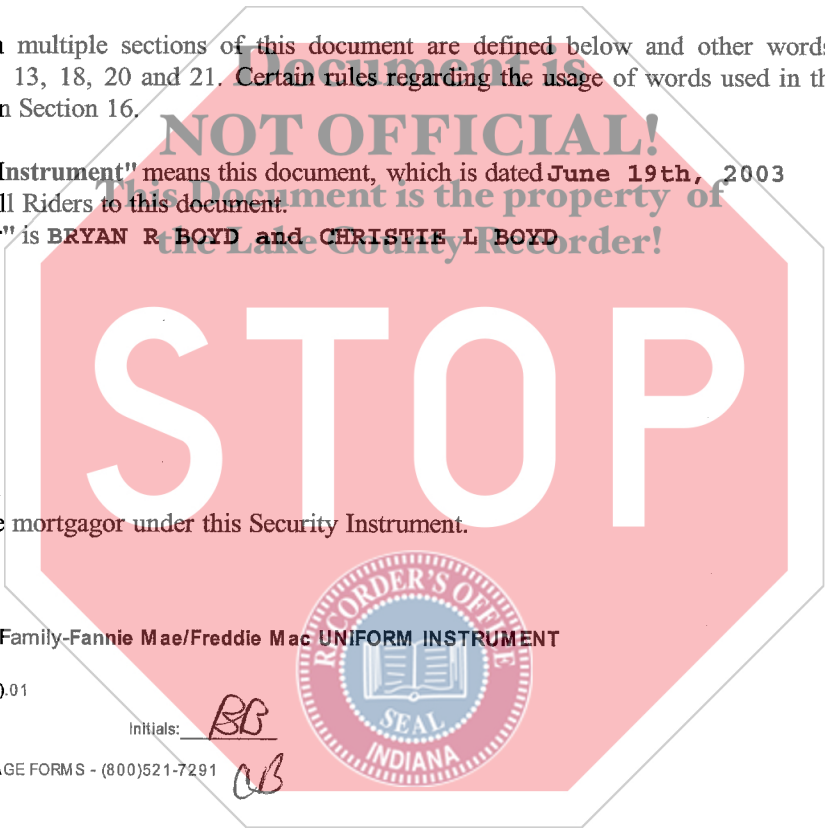 multiple sections of this document are defined below and other words
13, 18, 20 and 21. Certain rules regarding the usage of words used in th
n Section 16.
Document is
NOT OFFICIAL!
This Document is the property of
the Lake County Recorder!
Instrument" means this document, which is dated June 19th, 2003
ll Riders to this document.
" is BRYAN R BOYD and CHRISTIE L BOYD
STOP
e mortgagor under this Security Instrument.
RECORDER'S OFFICE
SEAL
INDIANA
Family-Fannie Mae/Freddie Mac UNIFORM INSTRUMENT
).01
Initials: BB
GE FORMS - (800)521-7291 CB